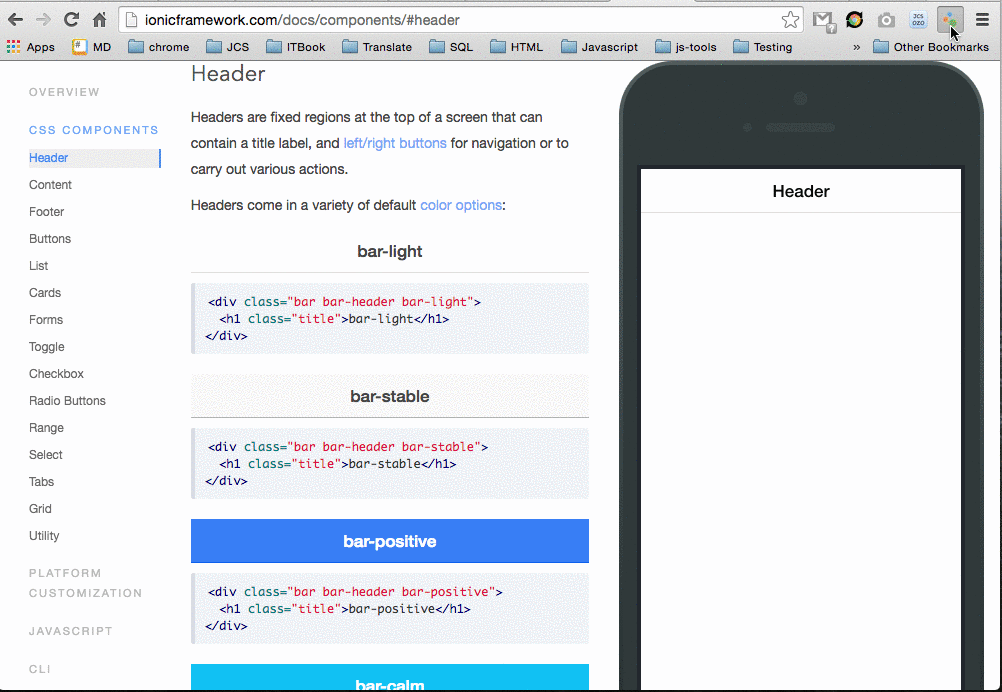 ionicframework.com/docs/components/#header
JCS
OZO
Apps
MD
chrome
JCS
ITBook
Translate
SQL
HTML
Javascript
js-tools
Testing
»
Other Bookmarks
OVERVIEW
CSS COMPONENTS
Header
Content
Footer
Buttons
List
Cards
Forms
Toggle
Checkbox
Radio Buttons
Range
Select
Tabs
Grid
Utility
PLATFORM
CUSTOMIZATION
JAVASCRIPT
CLI
Header
Headers are fixed regions at the top of a screen that can
contain a title label, and left/right buttons for navigation or to
carry out various actions.
Headers come in a variety of default color options:
bar-light
<div class="bar bar-header bar-light">
<h1 class="title">bar-light</h1>
</div>
bar-stable
<div class="bar bar-header bar-stable">
<h1 class="title">bar-stable</h1>
</div>
bar-positive
<div class="bar bar-header bar-positive">
<h1 class="title">bar-positive</h1>
</div>
bar-calm
Header